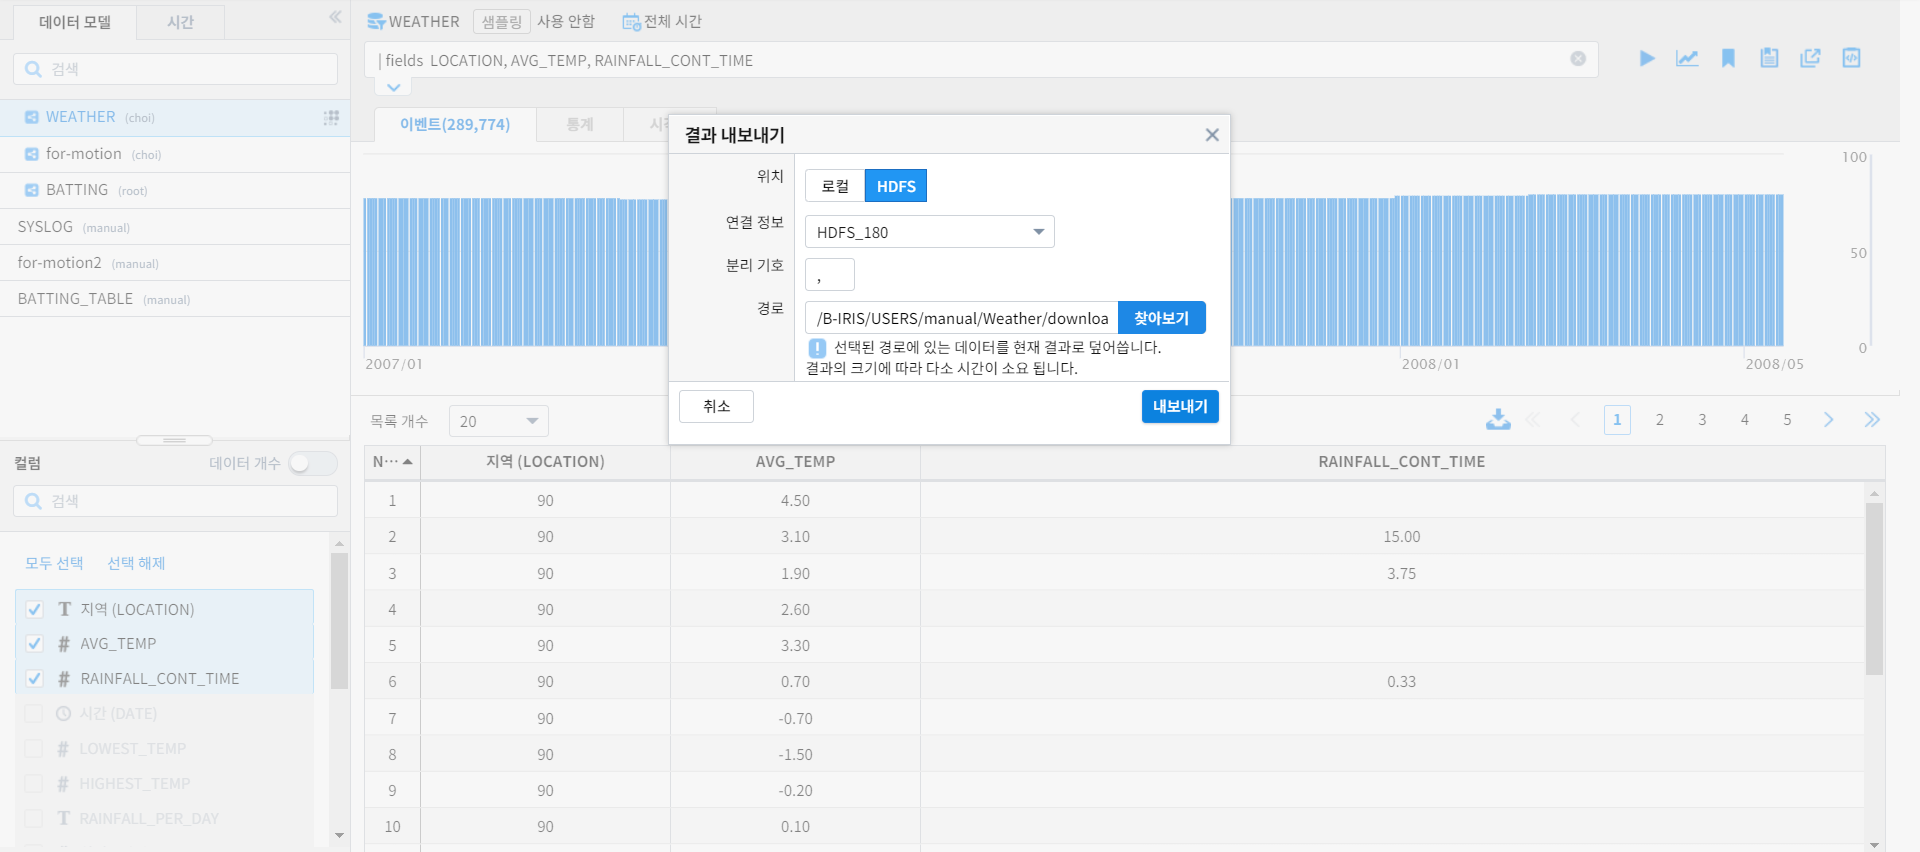 데이터 모델
시간
검색
WEATHER (choi)
for-motion (choi)
BATTING (root)
SYSLOG (manual)
for-motion2 (manual)
BATTING_TABLE (manual)
컬럼
데이터 개수
검색
모두 선택
선택 해제
T 지역 (LOCATION)
# AVG_TEMP
# RAINFALL_CONT_TIME
시간 (DATE)
# LOWEST_TEMP
# HIGHEST_TEMP
T RAINFALL_PER_DAY
WEATHER
샘플링
사용 안함
전체 시간
| fields LOCATION, AVG_TEMP, RAINFALL_CONT_TIME
이벤트(289,774)
통계
100
50
0
2007/01
2008/01
2008/05
결과 내보내기
위치
로컬
HDFS
연결 정보
HDFS_180
분리 기호
,
경로
/B-IRIS/USERS/manual/Weather/downloa
찾아보기
선택된 경로에 있는 데이터를 현재 결과로 덮어씁니다.
결과의 크기에 따라 다소 시간이 소요 됩니다.
취소
내보내기
목록 개수
20
1 2 3 4 5
N··· 지역 (LOCATION) AVG_TEMP RAINFALL_CONT_TIME
1 90 4.50
2 90 3.10 15.00
3 90 1.90 3.75
4 90 2.60
5 90 3.30
6 90 0.70 0.33
7 90 -0.70
8 90 -1.50
9 90 -0.20
10 90 0.10